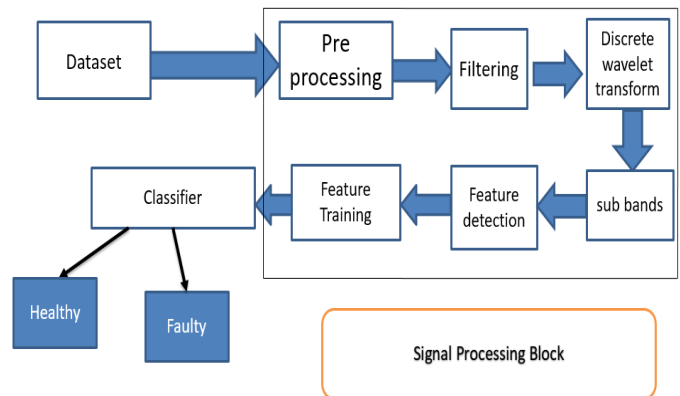 Dataset
Pre
processing
Filtering
Discrete
wavelet
transform
Classifier
Feature
Training
Feature
detection
sub bands
Healthy
Faulty
Signal Processing Block